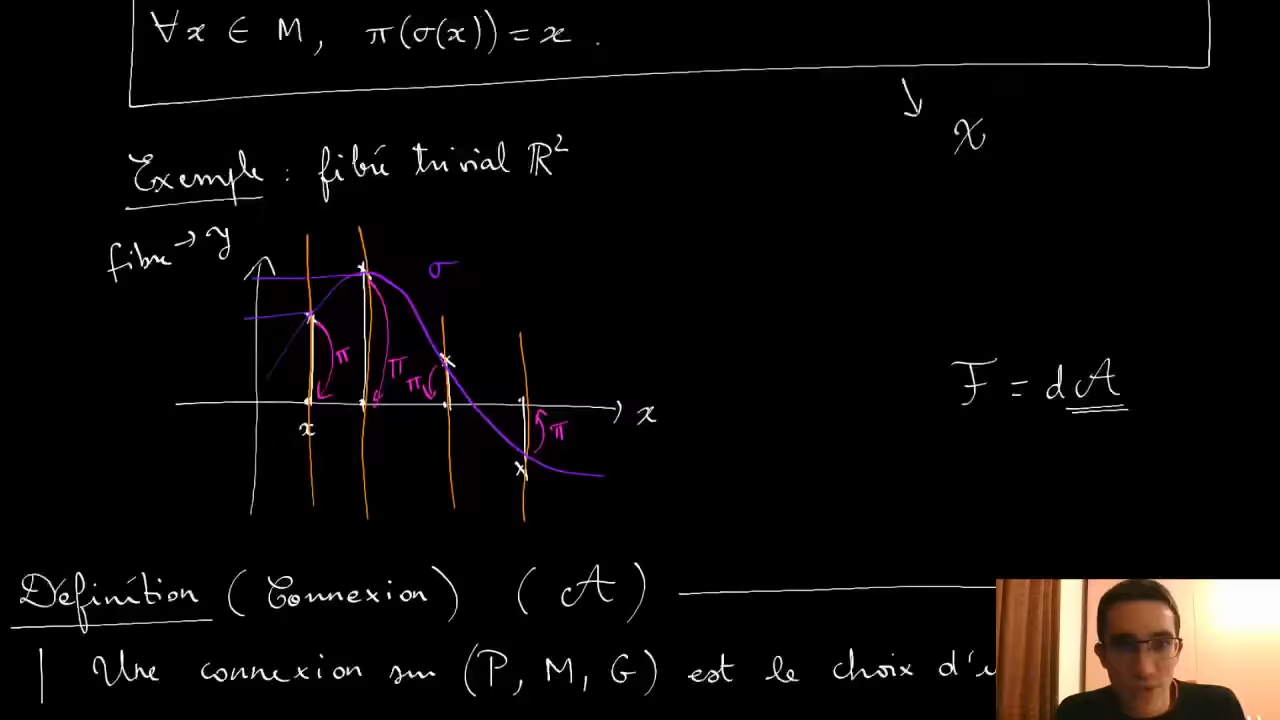 ∀x ∈ M, π(σ(x)) = x .
x
Exemple : fibré trivial ℝ²
fibre → y
σ
π
π
π
π
x
x
F = dA
Définition (Connexion) (A)
Une connexion sur (P, M, G) est le choix d'